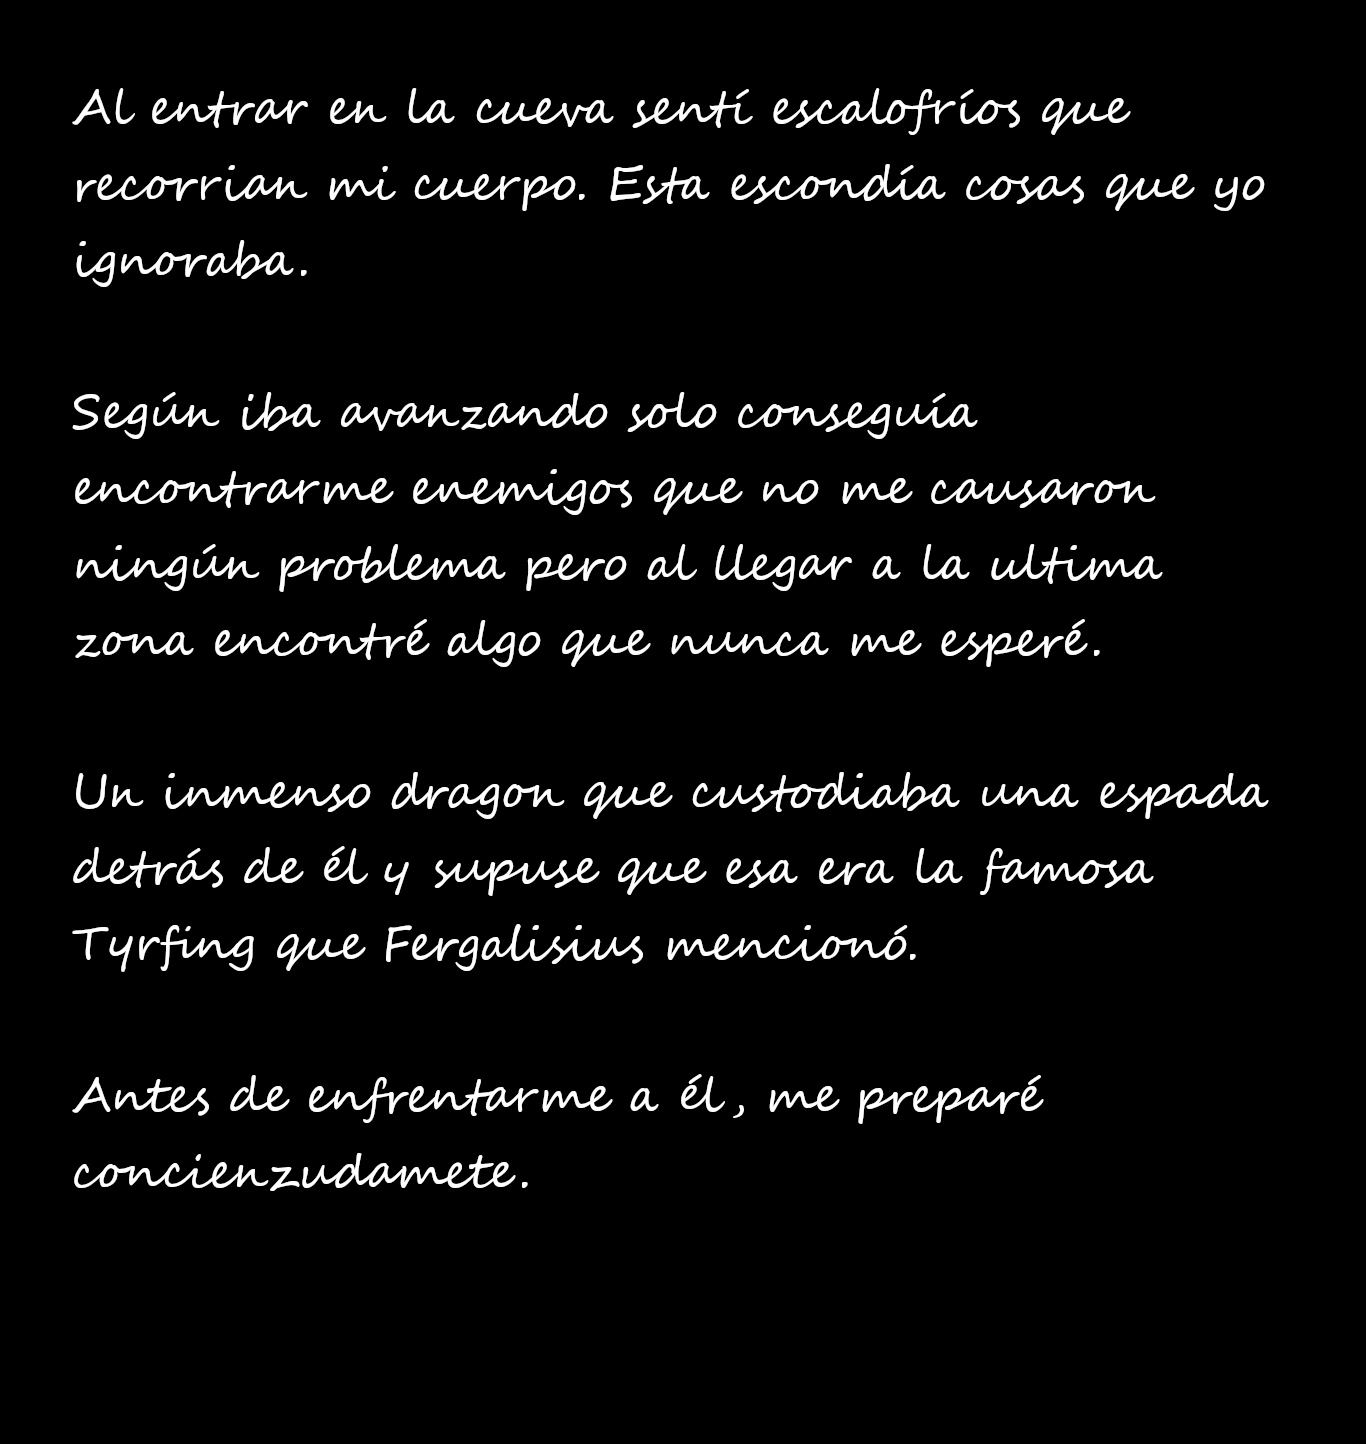 Al entrar en la cueva sentí escalofríos que
recorrian mi cuerpo. Esta escondía cosas que yo
ignoraba.
Según iba avanzando solo conseguía
encontrarme enemigos que no me causaron
ningún problema pero al llegar a la ultima
zona encontré algo que nunca me esperé.
Un inmenso dragon que custodiaba una espada
detrás de él y supuse que esa era la famosa
Tyrfing que Fergalisius mencionó.
Antes de enfrentarme a él, me preparé
concienzudamete.